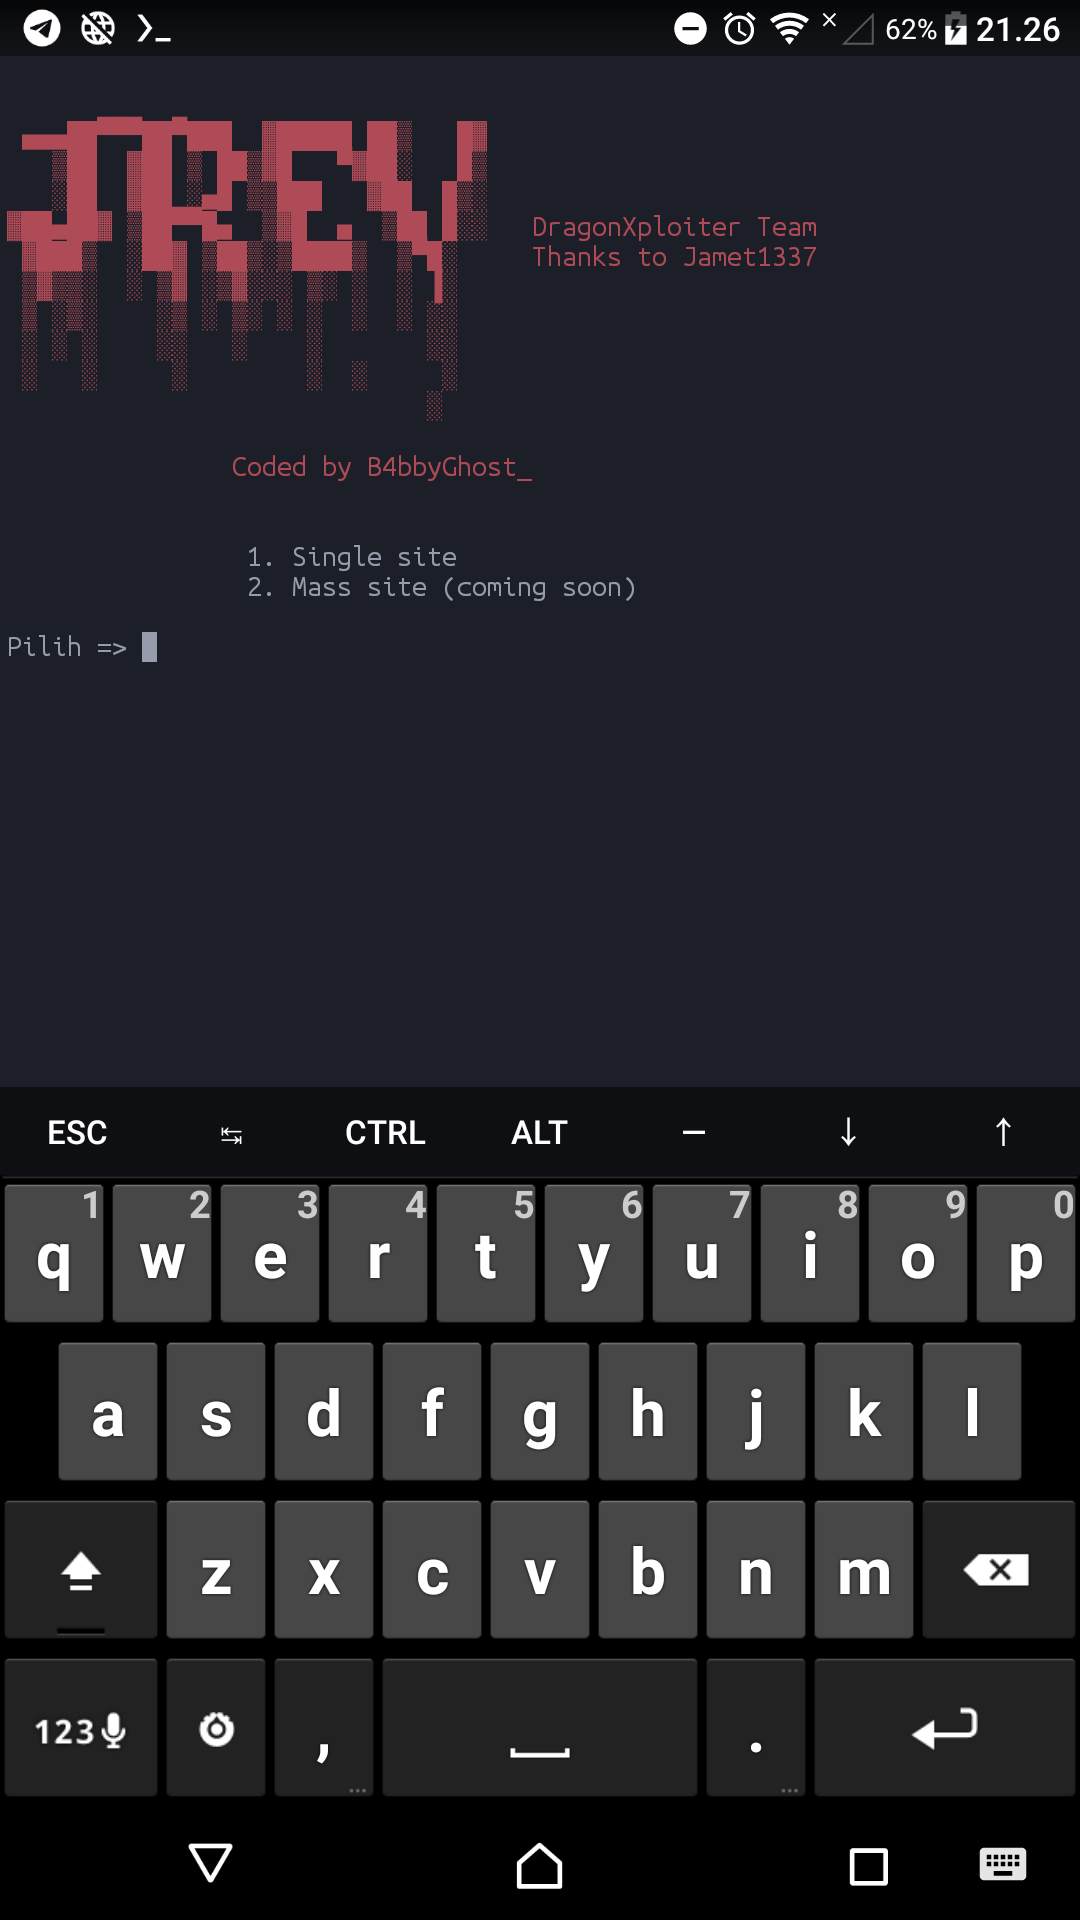 62% 21.26
JREV
DragonXploiter Team
Thanks to Jamet1337
Coded by B4bbyGhost_
1. Single site
2. Mass site (coming soon)
Pilih =>
ESC CTRL ALT – ↓ ↑
1 2 3 4 5 6 7 8 9 0
q w e r t y u i o p
a s d f g h j k l
z x c v b n m
123 , .